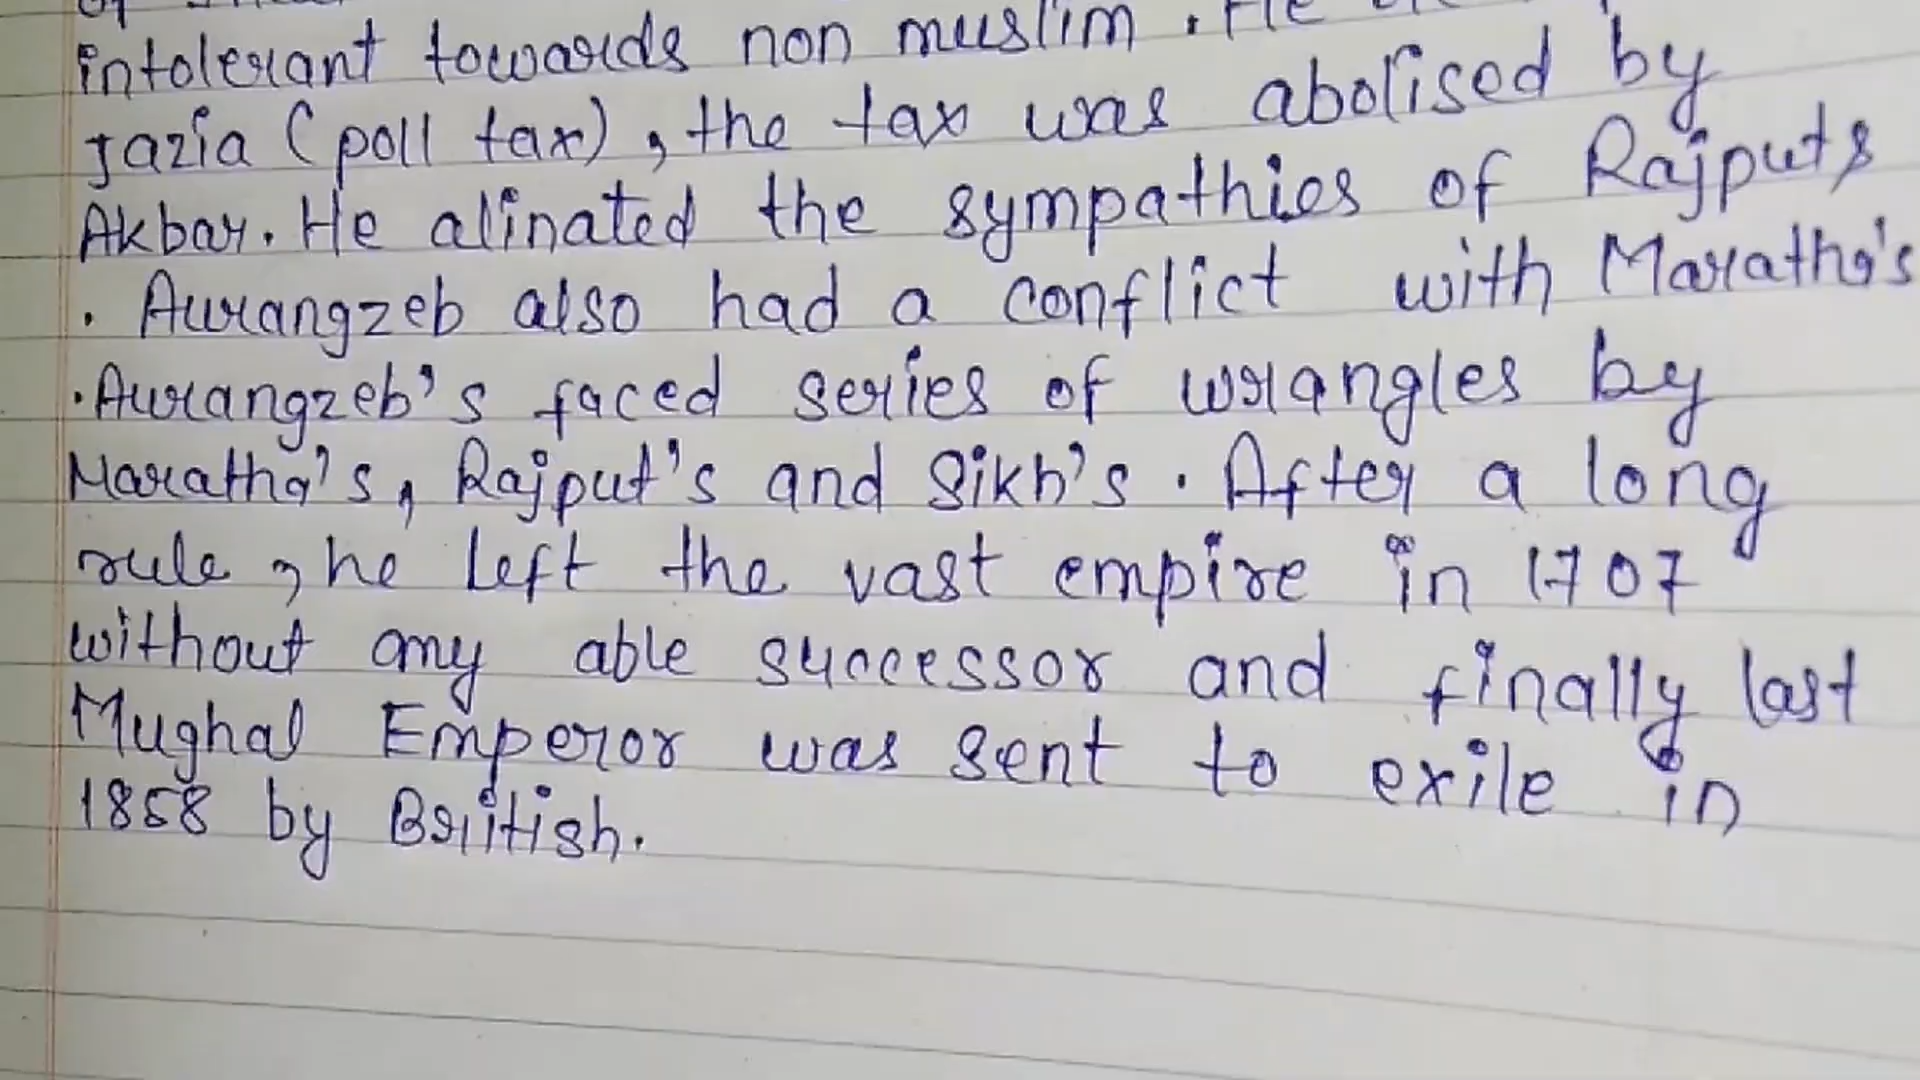 of
intolerant towards non muslim. He
Jazia (poll tax), the tax was abolised by
Akbar. He alinated the sympathies of Rajputs
. Aurangzeb also had a conflict with Maratha's
. Aurangzeb's faced series of wrangles by
Maratha's, Rajput's and Sikh's. After a long
rule, he left the vast empire in 1707
without any able successor and finally last
Mughal Emperor was sent to exile in
1858 by British.